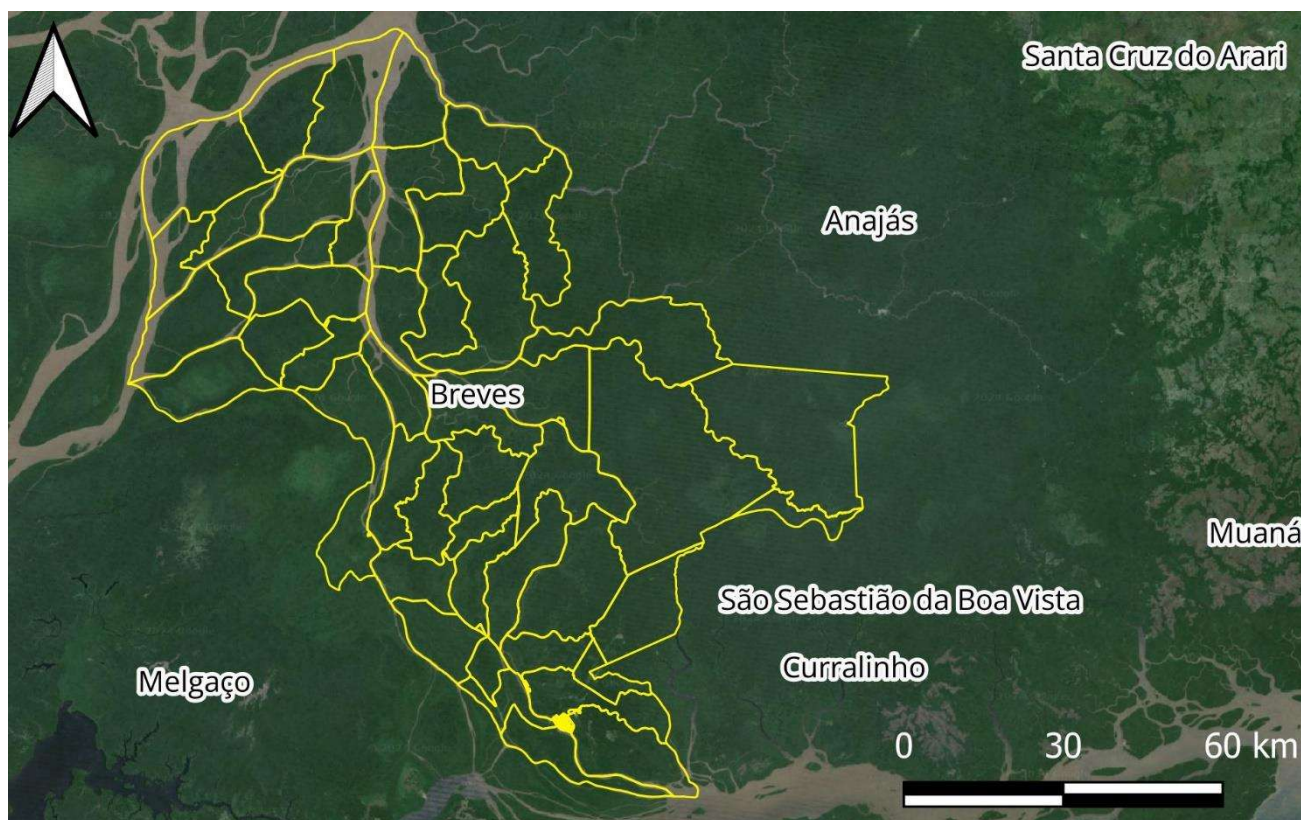 Santa Cruz do Arari
Anajás
Breves
Muaná
São Sebastião da Boa Vista
Curralinho
Melgaço
0 30 60 km